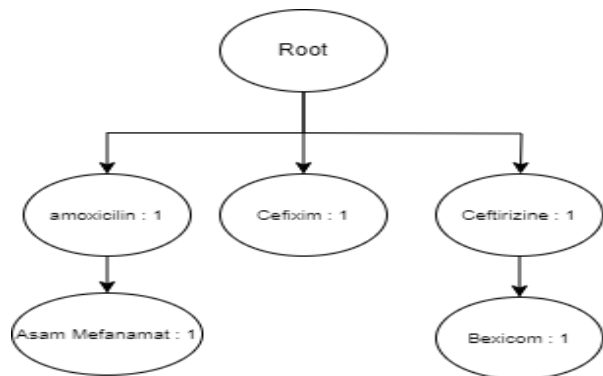 Root
amoxicilin : 1
Cefixim : 1
Ceftirizine : 1
Asam Mefanamat : 1
Bexicom : 1